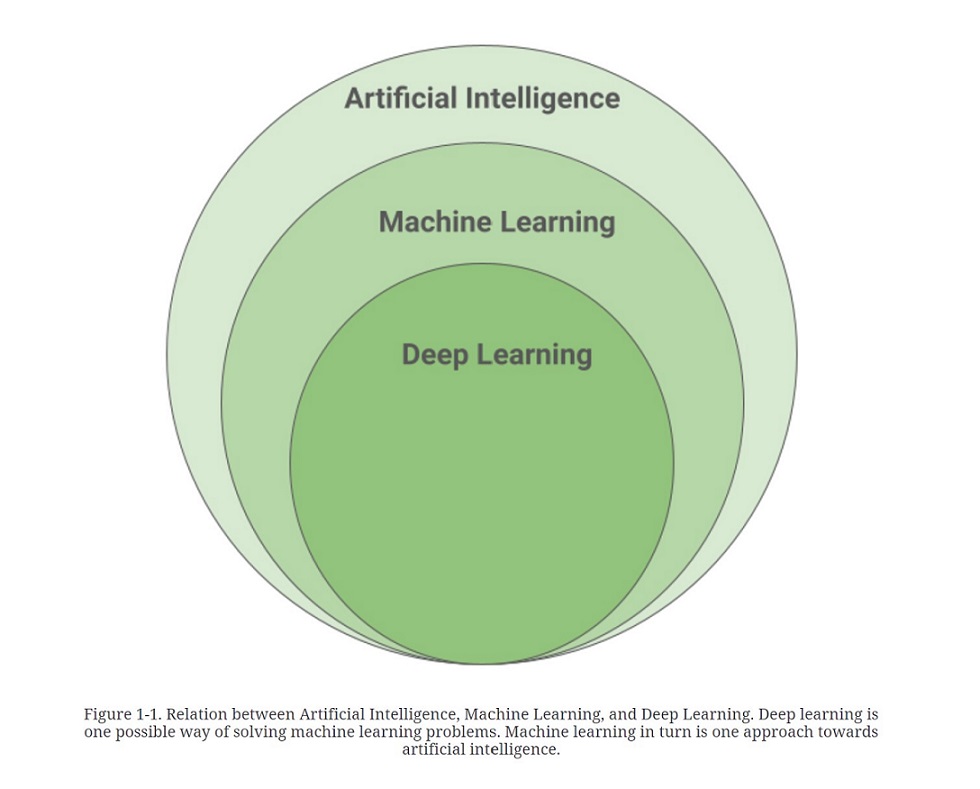 Artificial Intelligence
Machine Learning
Deep Learning
Figure 1-1. Relation between Artificial Intelligence, Machine Learning, and Deep Learning. Deep learning is
one possible way of solving machine learning problems. Machine learning in turn is one approach towards
artificial intelligence.